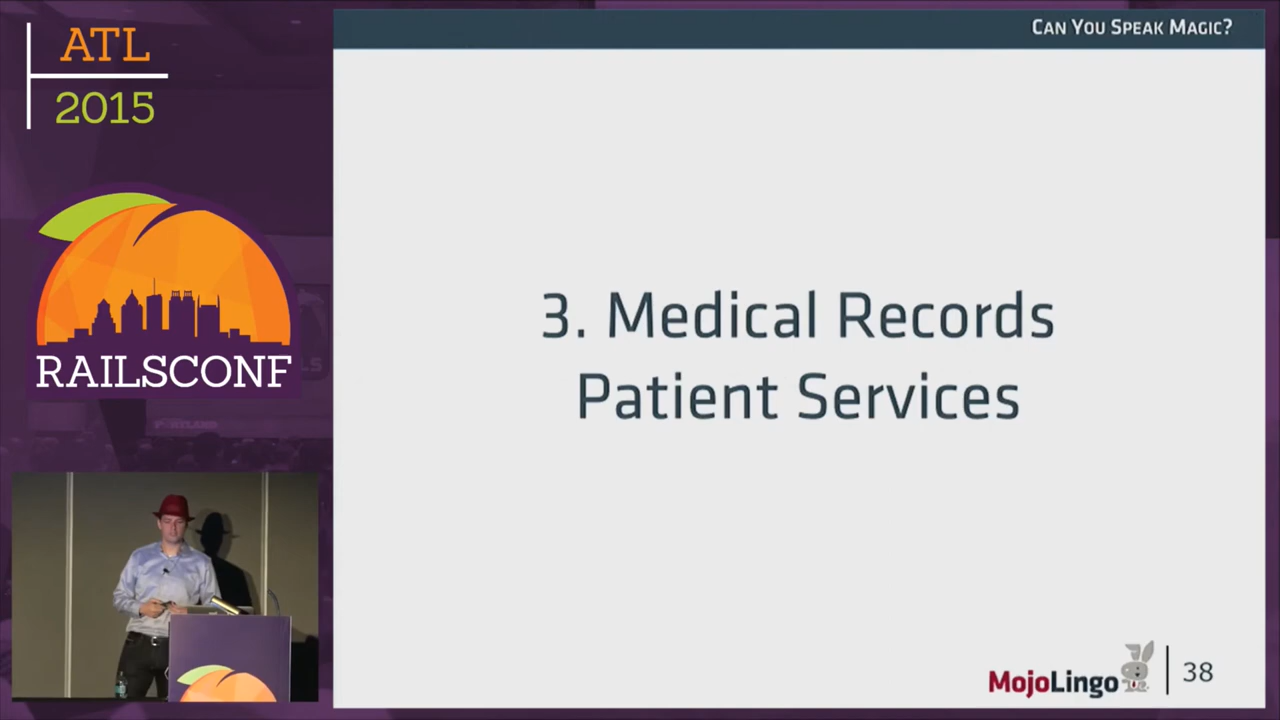 ATL
2015
RAILSCONF
CAN YOU SPEAK MAGIC?
3. Medical Records
Patient Services
MojoLingo
38